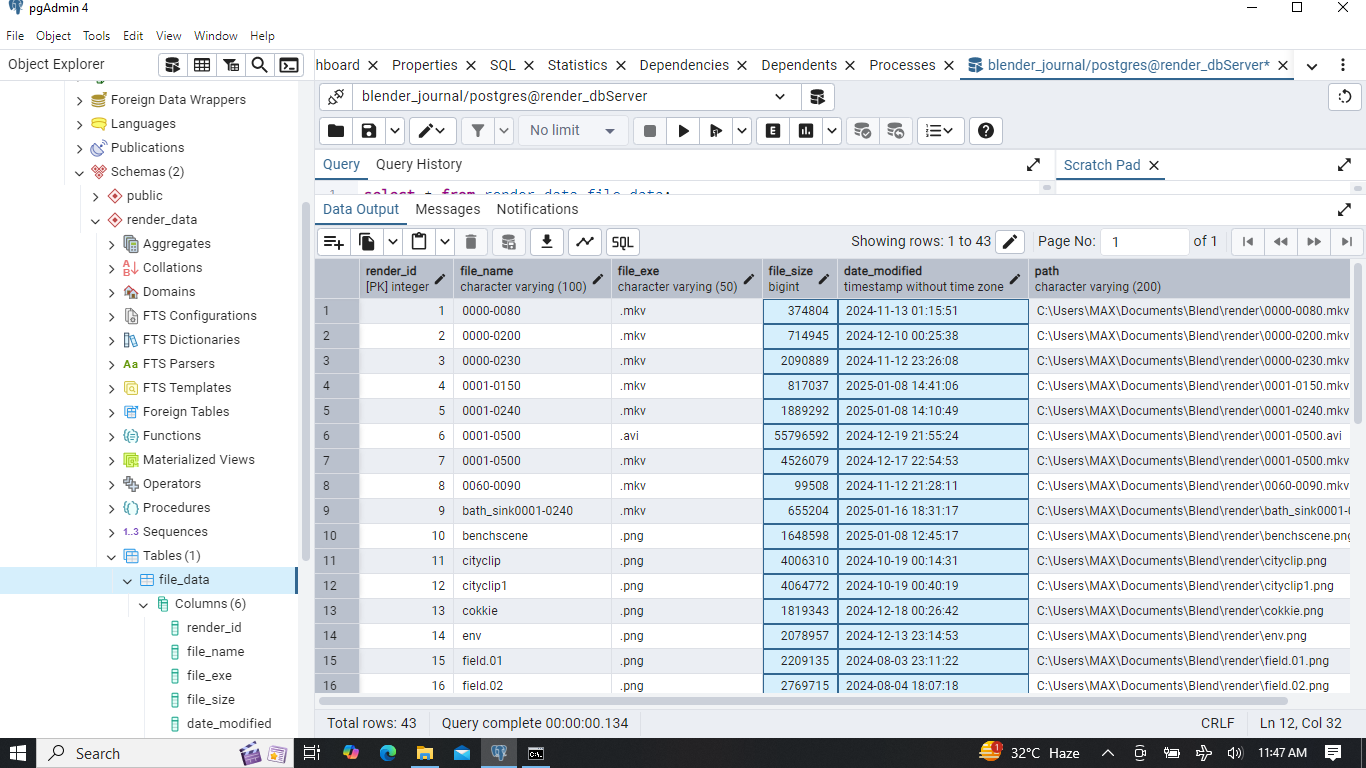 pgAdmin 4
File Object Tools Edit View Window Help
Object Explorer
hboard Properties SQL Statistics Dependencies Dependents Processes blender_journal/postgres@render_dbServer*
Foreign Data Wrappers
Languages
Publications
Schemas (2)
public
render_data
Aggregates
Collations
Domains
FTS Configurations
FTS Dictionaries
Aa FTS Parsers
FTS Templates
Foreign Tables
Functions
Materialized Views
Operators
Procedures
1..3 Sequences
Tables (1)
file_data
Columns (6)
render_id
file_name
file_exe
file_size
date_modified
blender_journal/postgres@render_dbServer
No limit E
Query Query History
Scratch Pad
1 select * from render_data.file_data;
Data Output Messages Notifications
SQL Showing rows: 1 to 43 Page No: 1 of 1
render_id file_name file_exe file_size date_modified path
[PK] integer character varying (100) character varying (50) bigint timestamp without time zone character varying (200)
1 1 0000-0080 .mkv 374804 2024-11-13 01:15:51 C:\Users\MAX\Documents\Blend\render\0000-0080.mkv
2 2 0000-0200 .mkv 714945 2024-12-10 00:25:38 C:\Users\MAX\Documents\Blend\render\0000-0200.mkv
3 3 0000-0230 .mkv 2090889 2024-11-12 23:26:08 C:\Users\MAX\Documents\Blend\render\0000-0230.mkv
4 4 0001-0150 .mkv 817037 2025-01-08 14:41:06 C:\Users\MAX\Documents\Blend\render\0001-0150.mkv
5 5 0001-0240 .mkv 1889292 2025-01-08 14:10:49 C:\Users\MAX\Documents\Blend\render\0001-0240.mkv
6 6 0001-0500 .avi 55796592 2024-12-19 21:55:24 C:\Users\MAX\Documents\Blend\render\0001-0500.avi
7 7 0001-0500 .mkv 4526079 2024-12-17 22:54:53 C:\Users\MAX\Documents\Blend\render\0001-0500.mkv
8 8 0060-0090 .mkv 99508 2024-11-12 21:28:11 C:\Users\MAX\Documents\Blend\render\0060-0090.mkv
9 9 bath_sink0001-0240 .mkv 655204 2025-01-16 18:31:17 C:\Users\MAX\Documents\Blend\render\bath_sink0001-0
10 10 benchscene .png 1648598 2025-01-08 12:45:17 C:\Users\MAX\Documents\Blend\render\benchscene.png
11 11 cityclip .png 4006310 2024-10-19 00:14:31 C:\Users\MAX\Documents\Blend\render\cityclip.png
12 12 cityclip1 .png 4064772 2024-10-19 00:40:19 C:\Users\MAX\Documents\Blend\render\cityclip1.png
13 13 cokkie .png 1819343 2024-12-18 00:26:42 C:\Users\MAX\Documents\Blend\render\cokkie.png
14 14 env .png 2078957 2024-12-13 23:14:53 C:\Users\MAX\Documents\Blend\render\env.png
15 15 field.01 .png 2209135 2024-08-03 23:11:22 C:\Users\MAX\Documents\Blend\render\field.01.png
16 16 field.02 .png 2769715 2024-08-04 18:07:18 C:\Users\MAX\Documents\Blend\render\field.02.png
Total rows: 43 Query complete 00:00:00.134 CRLF Ln 12, Col 32
Search 1 32°C Haze 11:47 AM